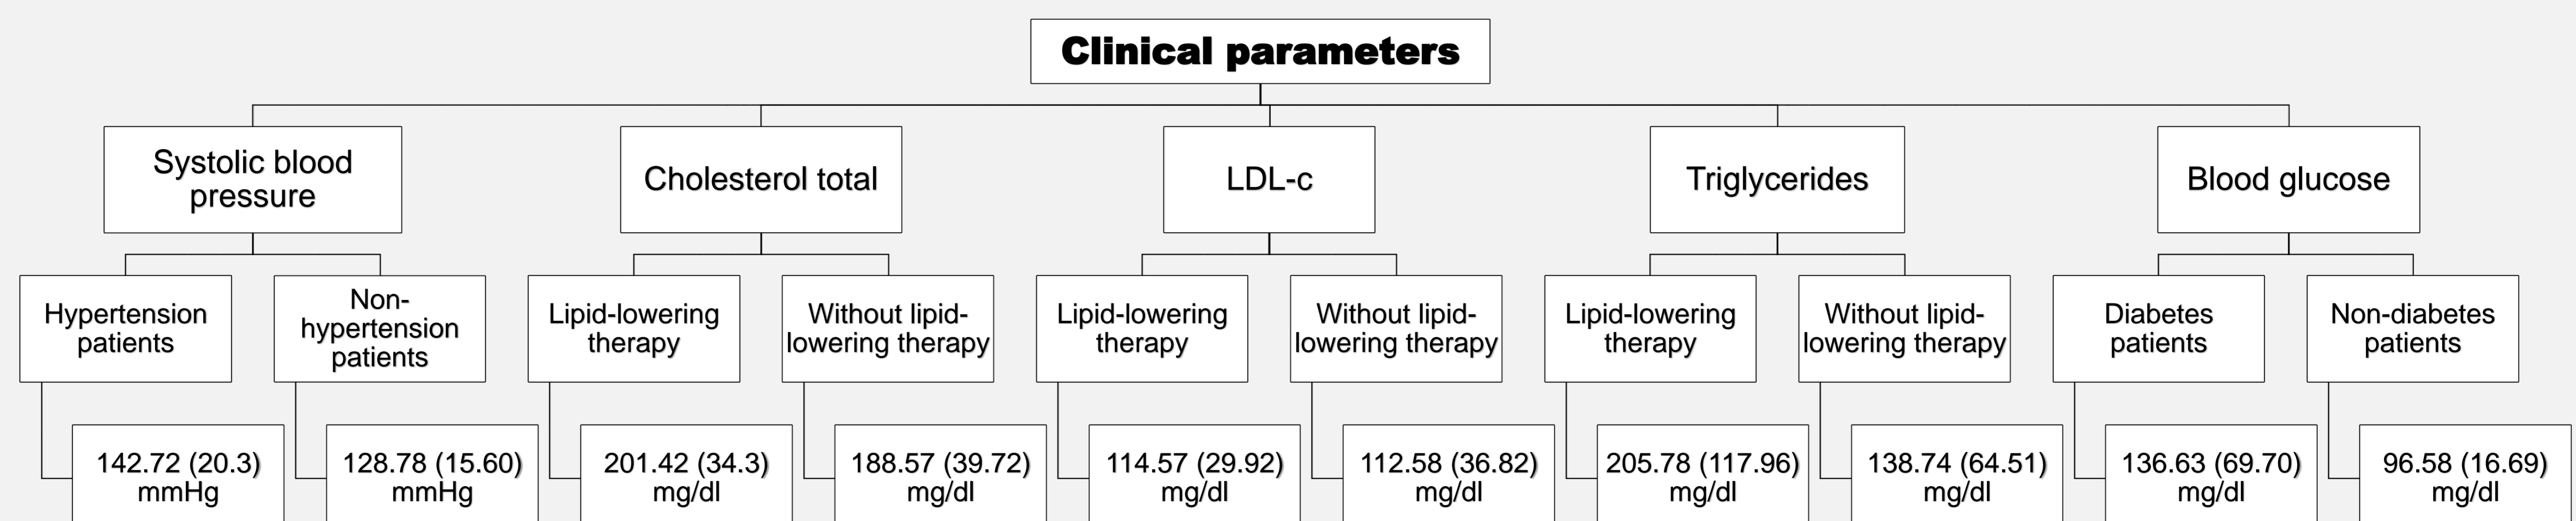 Clinical parameters
Systolic blood
pressure
Cholesterol total
LDL-c
Triglycerides
Blood glucose
Hypertension
patients
Non-
hypertension
patients
Lipid-lowering
therapy
Without lipid-
lowering therapy
Lipid-lowering
therapy
Without lipid-
lowering therapy
Lipid-lowering
therapy
Without lipid-
lowering therapy
Diabetes
patients
Non-diabetes
patients
142.72 (20.3)
mmHg
128.78 (15.60)
mmHg
201.42 (34.3)
mg/dl
188.57 (39.72)
mg/dl
114.57 (29.92)
mg/dl
112.58 (36.82)
mg/dl
205.78 (117.96)
mg/dl
138.74 (64.51)
mg/dl
136.63 (69.70)
mg/dl
96.58 (16.69)
mg/dl